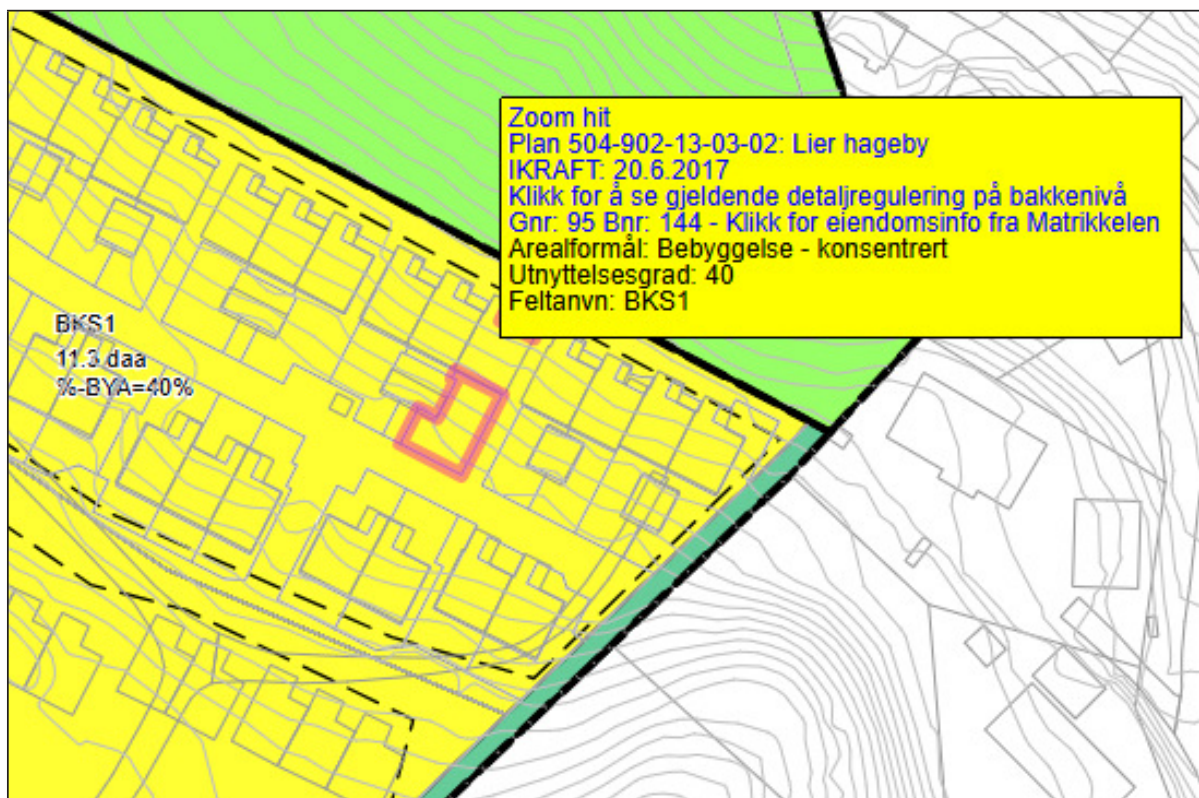 Zoom hit
Plan 504-902-13-03-02: Lier hageby
IKRAFT: 20.6.2017
Klikk for å se gjeldende detaljregulering på bakkenivå
Gnr: 95 Bnr: 144 - Klikk for eiendomsinfo fra Matrikkelen
Arealformål: Bebyggelse - konsentrert
Utnyttelsesgrad: 40
Feltanvn: BKS1
BKS1
11.3 daa
%-BYA=40%